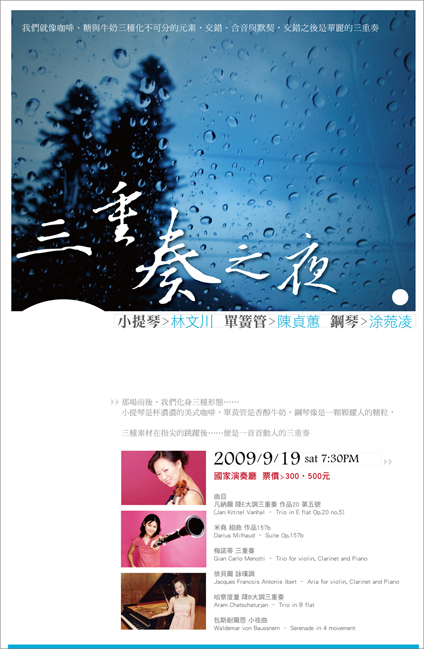 我們就像咖啡、糖與牛奶三種化不可分的元素，交錯、合音與默契，交錯之後是華麗的三重奏
三重奏之夜
小提琴>林文川 單簧管>陳貞蕙 鋼琴>涂菀凌
那場雨後，我們化身三種形態……
小提琴是杯濃濃的美式咖啡，單黃管是香醇牛奶，鋼琴像是一顆顆耀人的糖粒，
三種素材在指尖的跳躍後……便是一首首動人的三重奏
2009/9/19 sat 7:30PM
國家演奏廳 票價>300、500元
曲目
凡納爾 降E大調三重奏 作品20 第五號
(Jan Krtitel Vanhal － Trio in E flat Op.20 no.5)
米堯 組曲 作品157b
Darius Milhaud － Suite Op.157b
梅諾蒂 三重奏
Gian Carlo Menotti － Trio for violin, Clarinet and Piano
依貝爾 詠嘆調
Jacques Francois Antonie Ibert － Aria for violin, Clarinet and Piano
哈察度量 降B大調三重奏
Aram Chatschaturjan － Trio in B flat
包斯耐爾恩 小夜曲
Waldemar von Baussnern － Serenade in 4 movement